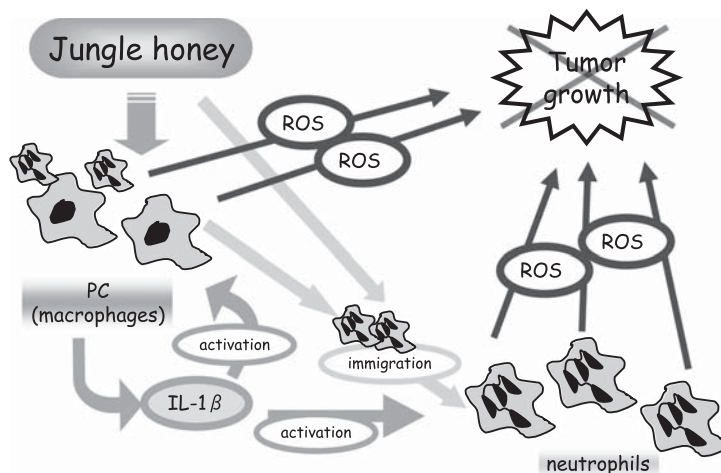 Jungle honey
Tumor
growth
ROS
ROS
ROS
ROS
PC
(macrophages)
activation
immigration
IL-1β
activation
neutrophils